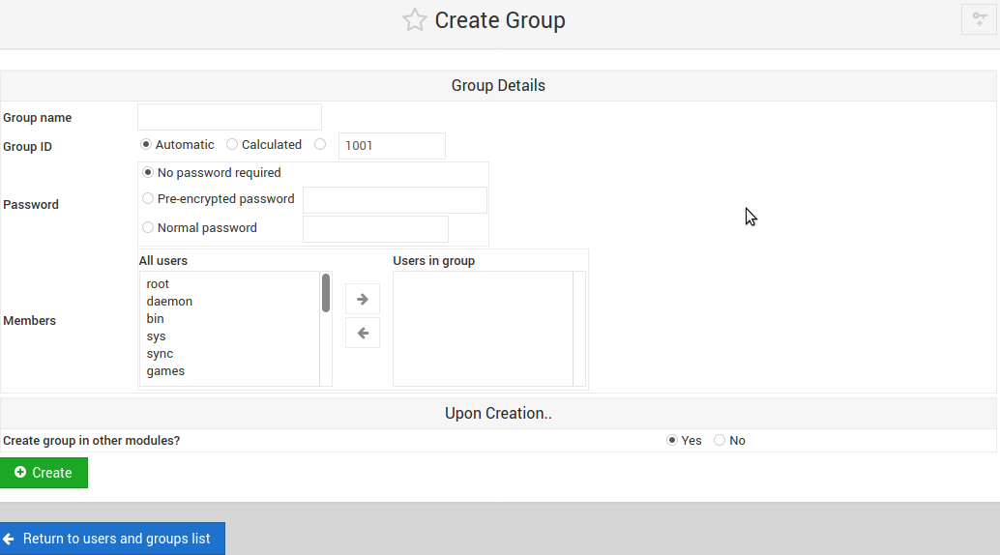 Create Group
Group Details
Group name
Group ID Automatic Calculated 1001
Password
No password required
Pre-encrypted password
Normal password
Members
All users Users in group
root
daemon
bin
sys
sync
games
Upon Creation..
Create group in other modules? Yes No
Create
Return to users and groups list